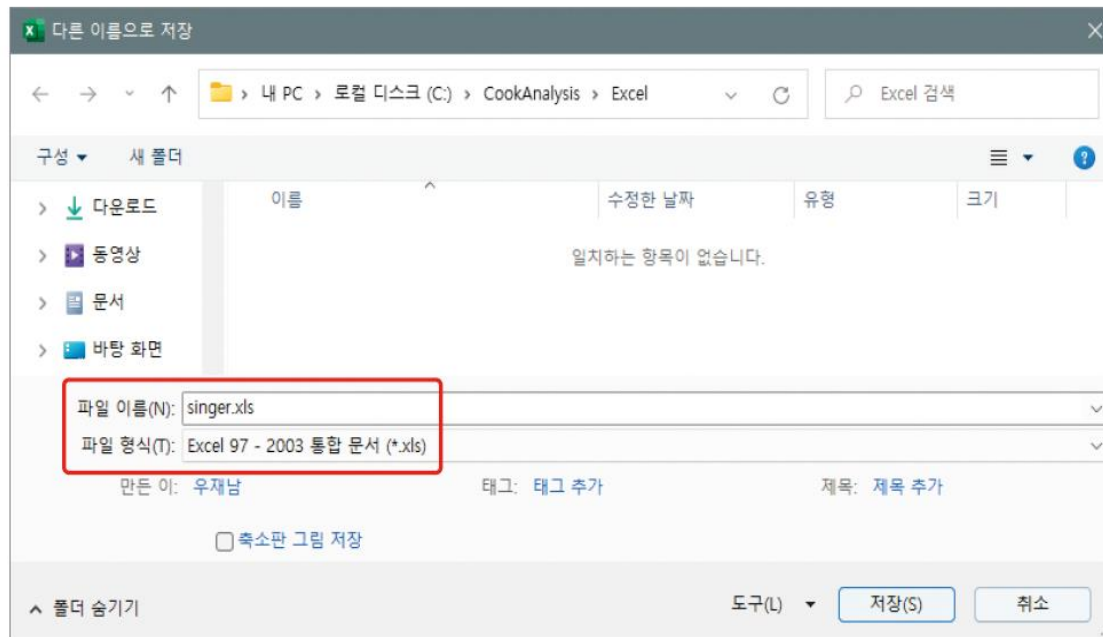 다른 이름으로 저장
내 PC › 로컬 디스크 (C:) › CookAnalysis › Excel
Excel 검색
구성 새 폴더
이름 수정한 날짜 유형 크기
다운로드
일치하는 항목이 없습니다.
동영상
문서
바탕 화면
파일 이름(N): singer.xls
파일 형식(T): Excel 97 - 2003 통합 문서 (*.xls)
만든 이: 우재남 태그: 태그 추가 제목: 제목 추가
축소판 그림 저장
폴더 숨기기 도구(L) 저장(S) 취소